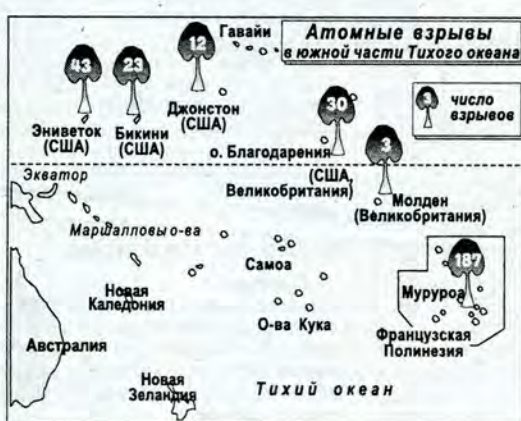 Гавайи
Атомные взрывы
в южной части Тихого океана
43
23
12
30
3
3
число
взрывов
Эниветок
(США)
Бикини
(США)
Джонстон
(США)
о. Благодарения
(США,
Великобритания)
Молден
(Великобритания)
Экватор
Маршалловы о-ва
Самоа
187
Муруроа
Новая
Каледония
О-ва Кука
Французская
Полинезия
Австралия
Новая
Зеландия
Тихий океан